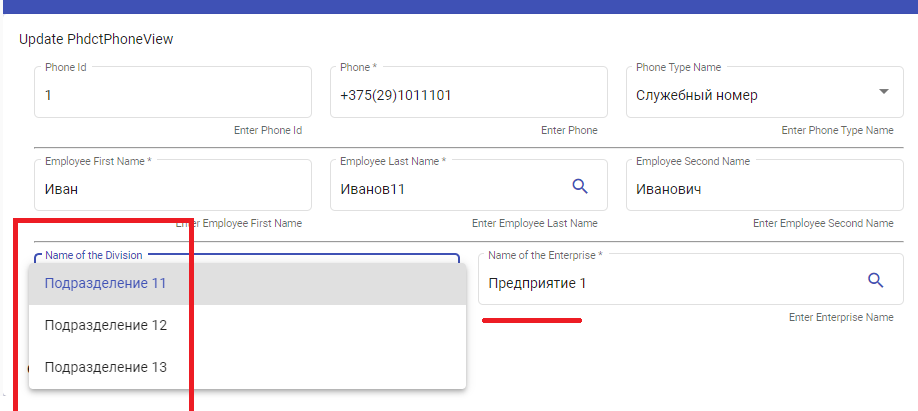 Update PhdctPhoneView
Phone Id Phone * Phone Type Name
1 +375(29)1011101 Служебный номер
Enter Phone Id Enter Phone Enter Phone Type Name
Employee First Name * Employee Last Name * Employee Second Name
Иван Иванов11 Иванович
Enter Employee First Name Enter Employee Last Name Enter Employee Second Name
Name of the Division Name of the Enterprise *
Подразделение 11 Предприятие 1
Enter Enterprise Name
Подразделение 12
Подразделение 13